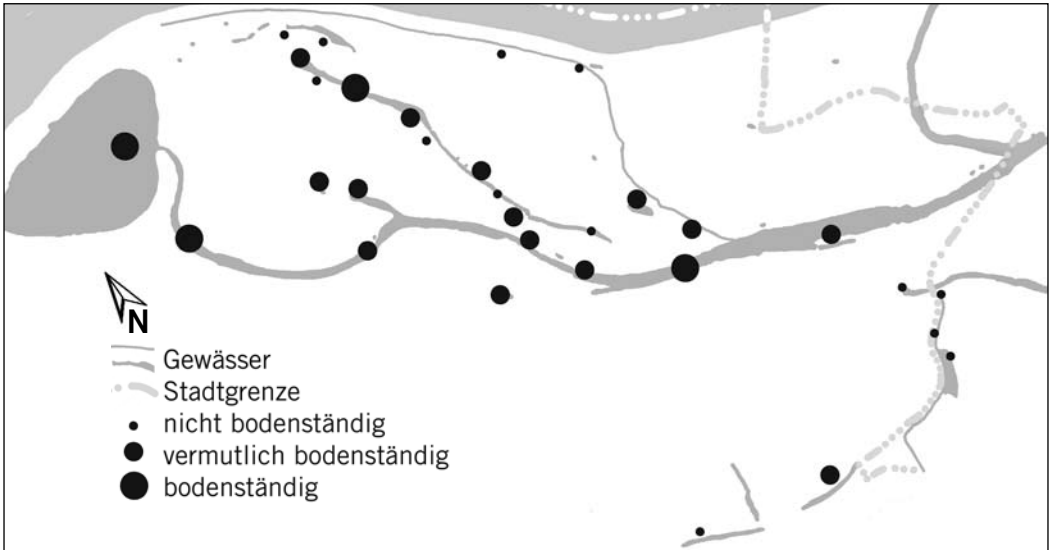 N
Gewässer
Stadtgrenze
nicht bodenständig
vermutlich bodenständig
bodenständig